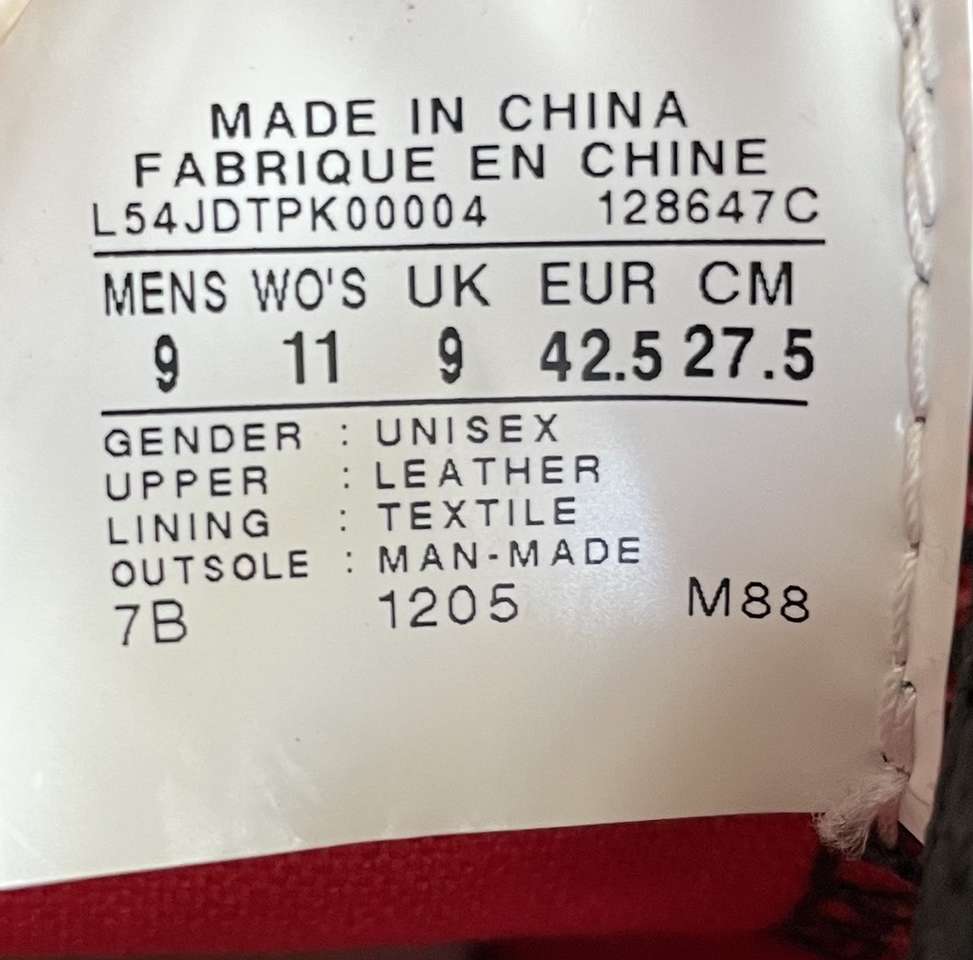 MADE IN CHINA
FABRIQUE EN CHINE
L54JDTPK00004 128647C
MENS WO'S UK EUR CM
9 11 9 42.5 27.5
GENDER : UNISEX
UPPER : LEATHER
LINING : TEXTILE
OUTSOLE : MAN-MADE
7B 1205 M88